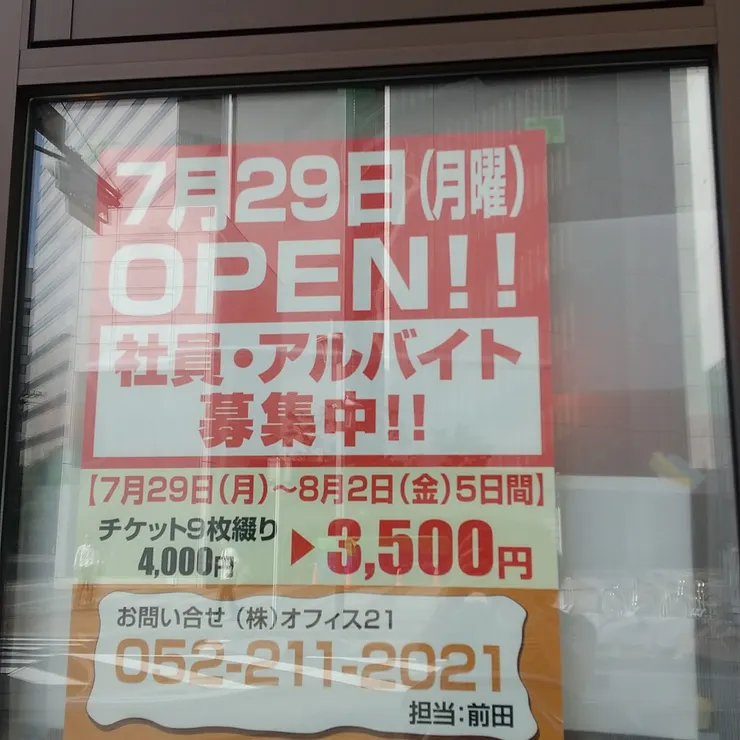 7月29日(月曜)
OPEN!!
社員・アルバイト
募集中!!
【7月29日(月)～8月2日(金)5日間】
チケット9枚綴り
4,000円 ▶ 3,500円
お問い合せ (株)オフィス21
052-211-2021
担当:前田